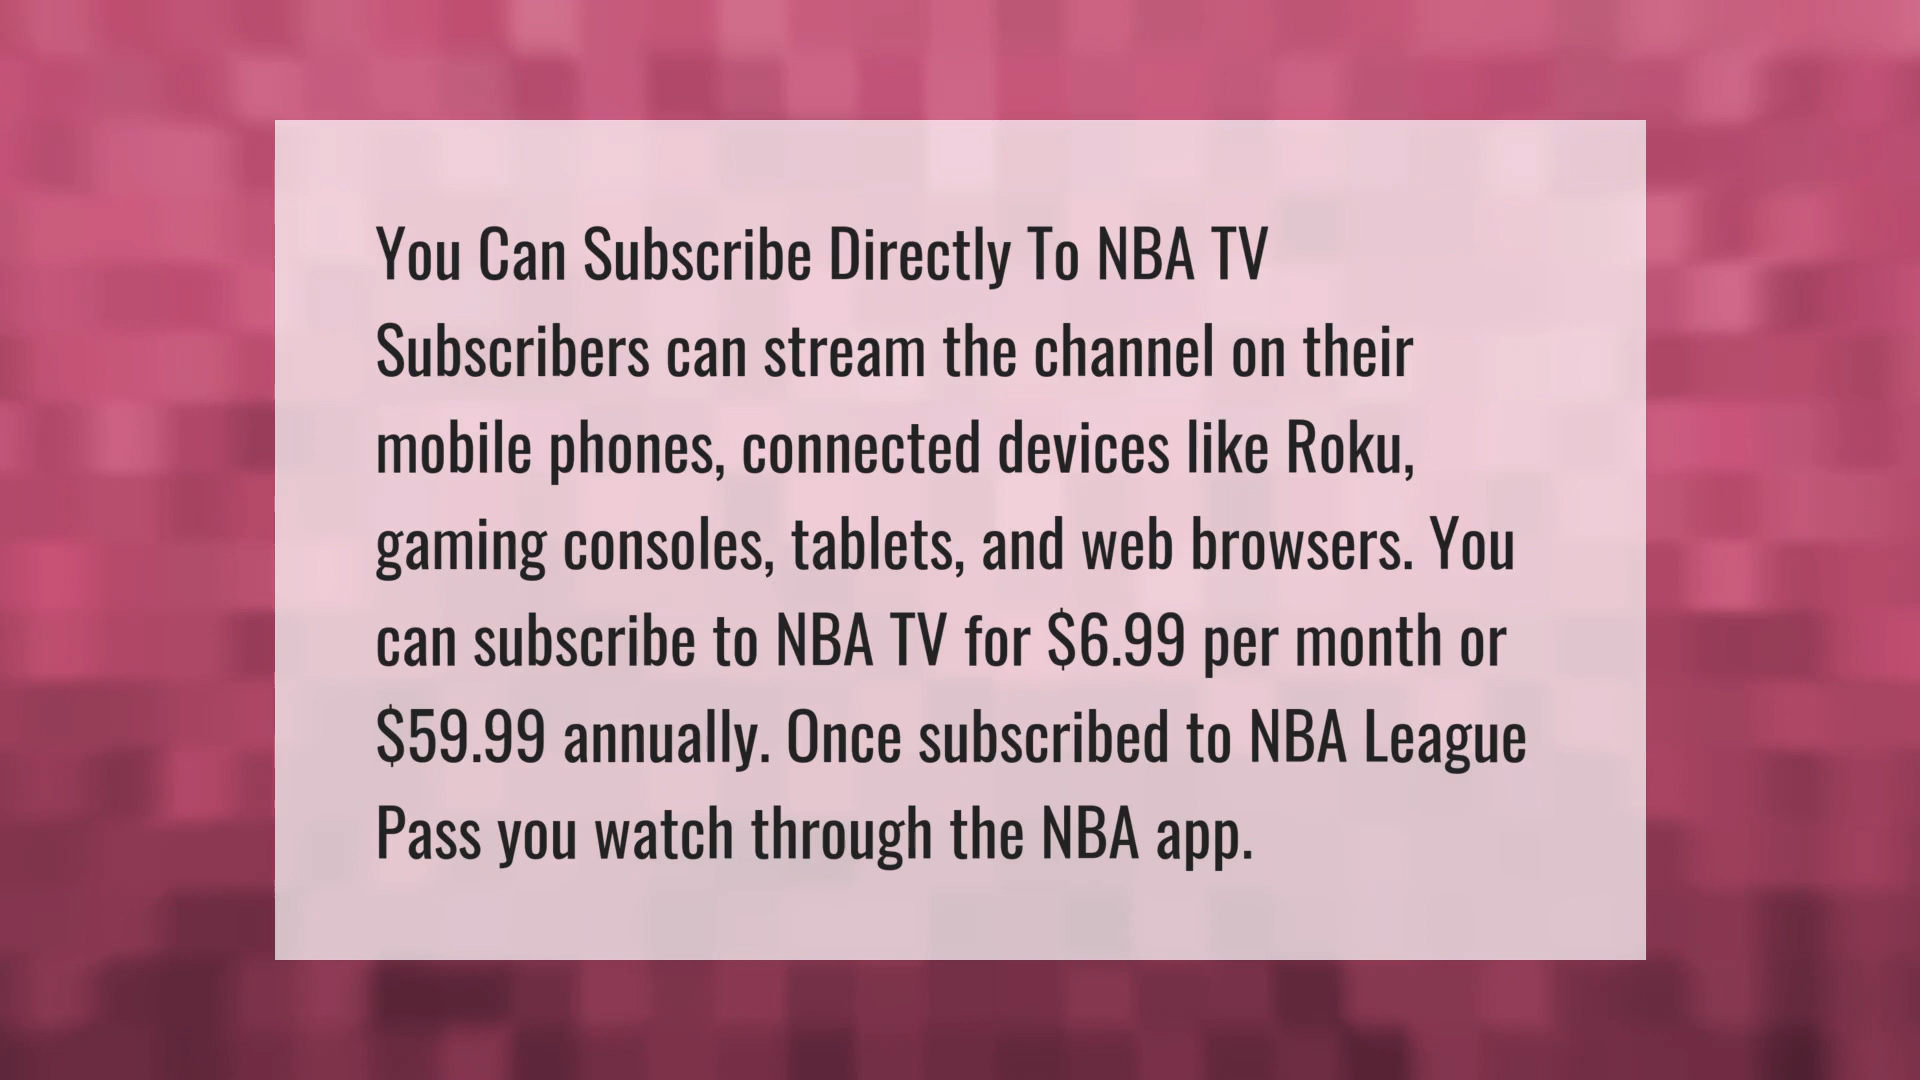 You Can Subscribe Directly To NBA TV
Subscribers can stream the channel on their
mobile phones, connected devices like Roku,
gaming consoles, tablets, and web browsers. You
can subscribe to NBA TV for $6.99 per month or
$59.99 annually. Once subscribed to NBA League
Pass you watch through the NBA app.